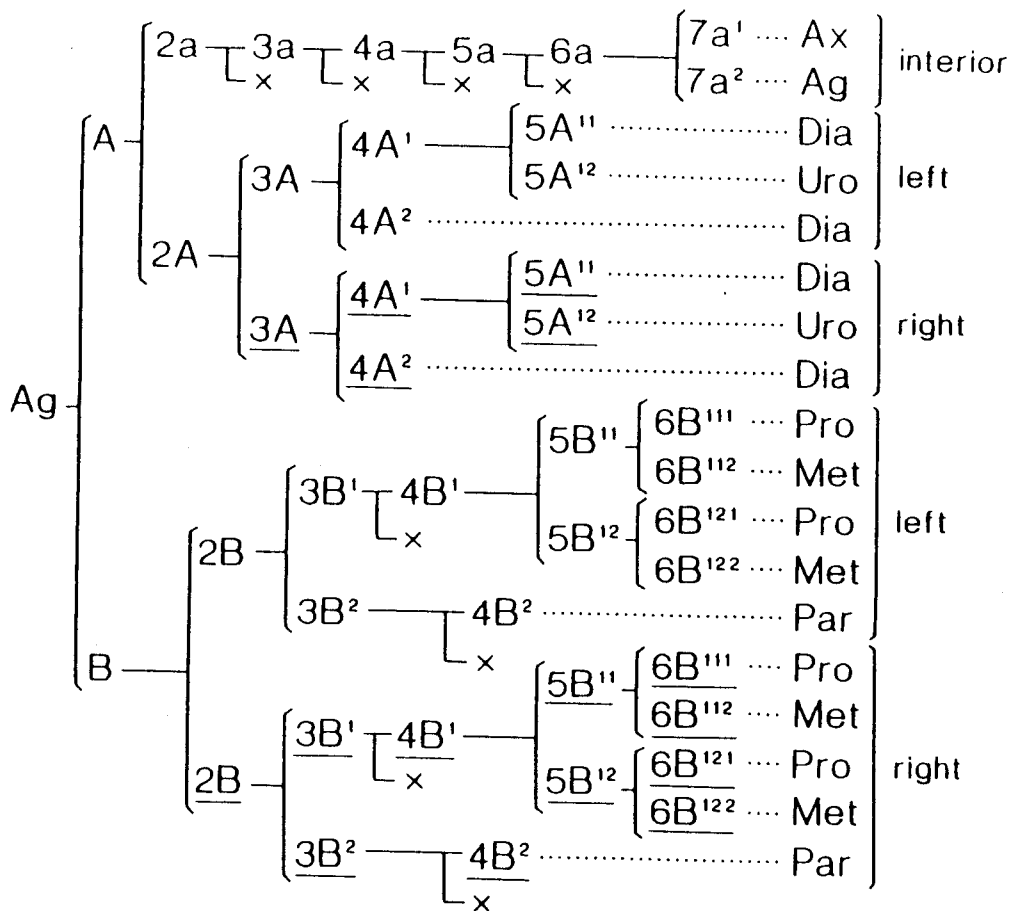 2a 3a 4a 5a 6a 7a¹ ···· Ax
× × × × 7a² ···· Ag interior
A 4A¹ 5A¹¹ ···· Dia
3A 5A¹² ···· Uro left
4A² ···· Dia
2A 5A¹¹ ···· Dia
4A¹ 5A¹² ···· Uro right
3A
4A² ···· Dia
Ag
5B¹¹ 6B¹¹¹ ···· Pro
6B¹¹² ···· Met
3B¹ 4B¹ 6B¹²¹ ···· Pro left
× 5B¹² 6B¹²² ···· Met
2B
3B² 4B² ···· Par
×
B
5B¹¹ 6B¹¹¹ ···· Pro
6B¹¹² ···· Met
3B¹ 4B¹ 6B¹²¹ ···· Pro right
× 5B¹² 6B¹²² ···· Met
2B
3B² 4B² ···· Par
×